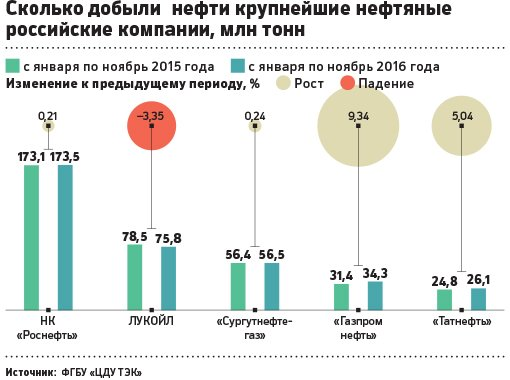 Сколько добыли нефти крупнейшие нефтяные
российские компании, млн тонн
с января по ноябрь 2015 года с января по ноябрь 2016 года
Изменение к предыдущему периоду, % Рост Падение
0,21 –3,35 0,24 9,34 5,04
173,1 173,5 78,5 75,8 56,4 56,5 31,4 34,3 24,8 26,1
НК ЛУКОЙЛ «Сургутнефте- «Газпром «Татнефть»
«Роснефть» газ» нефть»
Источник: ФГБУ «ЦДУ ТЭК»